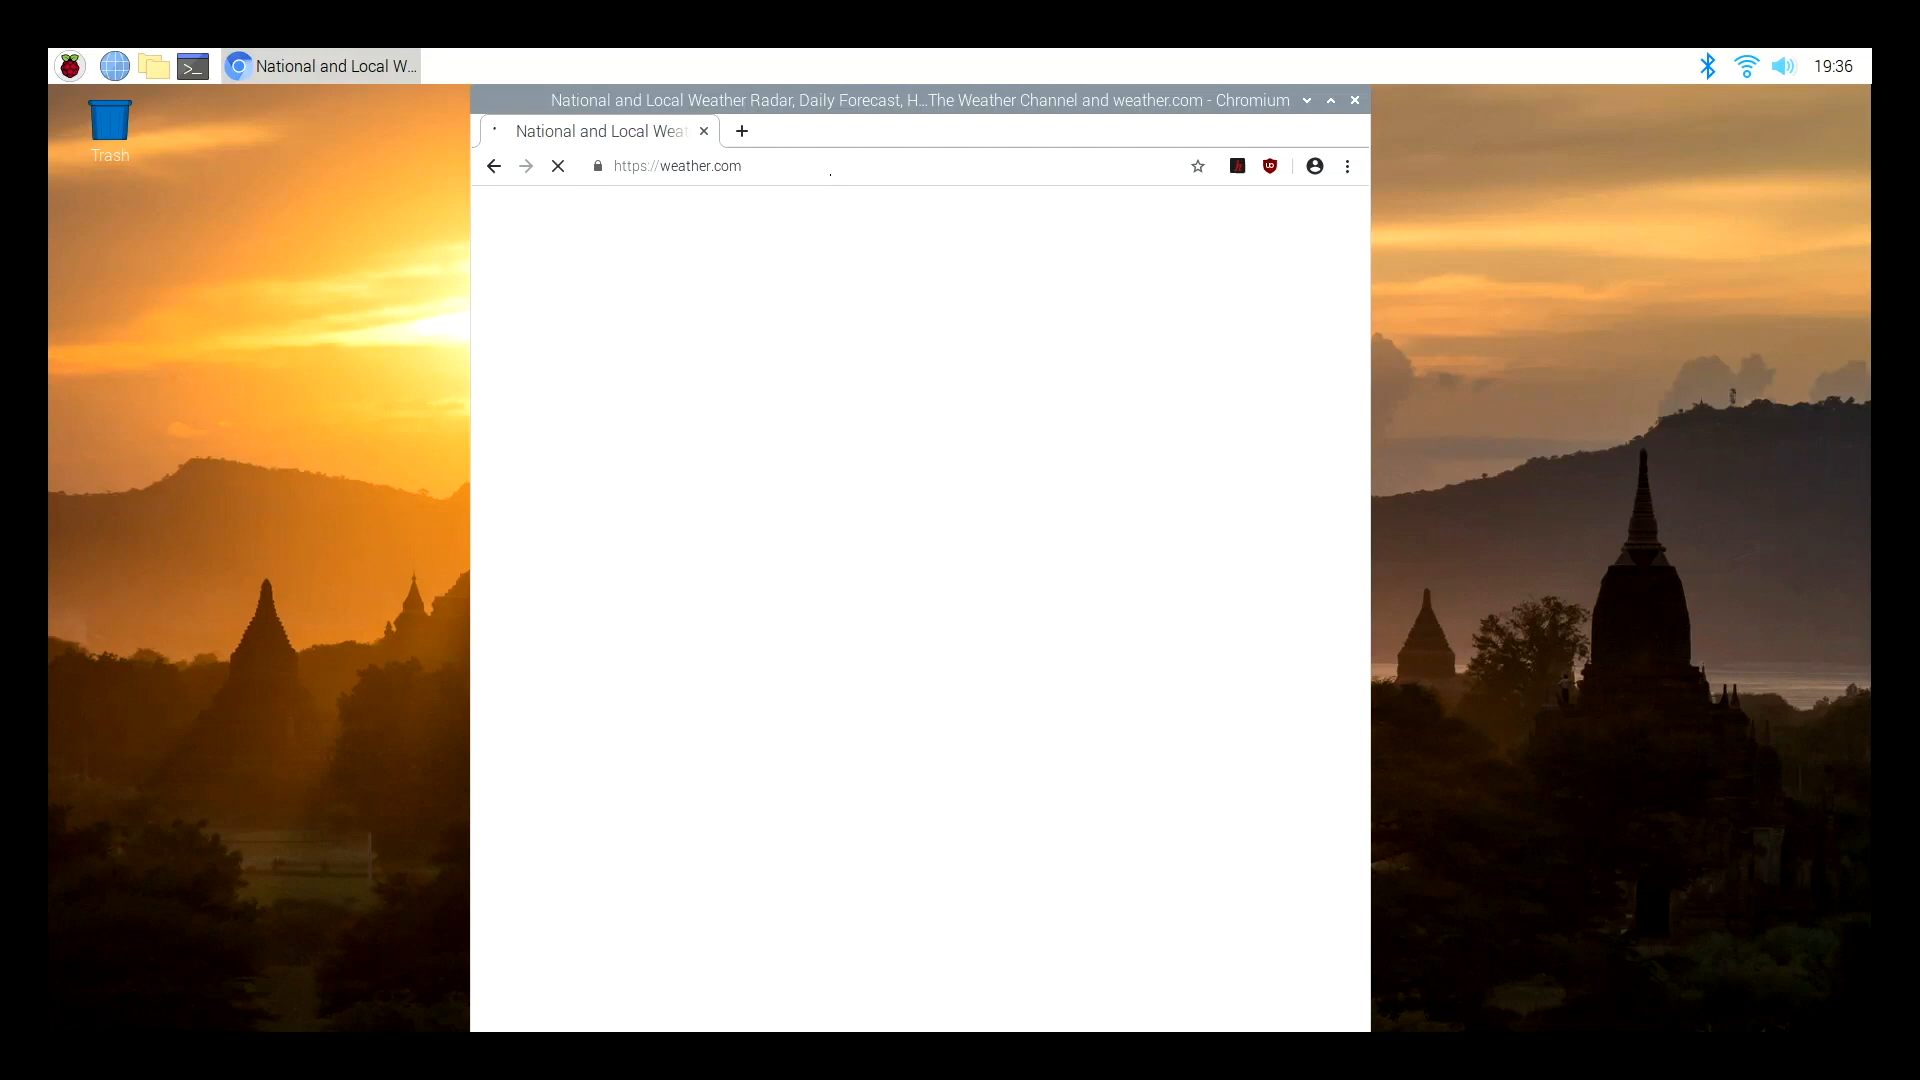 National and Local W...
19:36
Trash
National and Local Weather Radar, Daily Forecast, H...The Weather Channel and weather.com - Chromium
National and Local Weat
https://weather.com